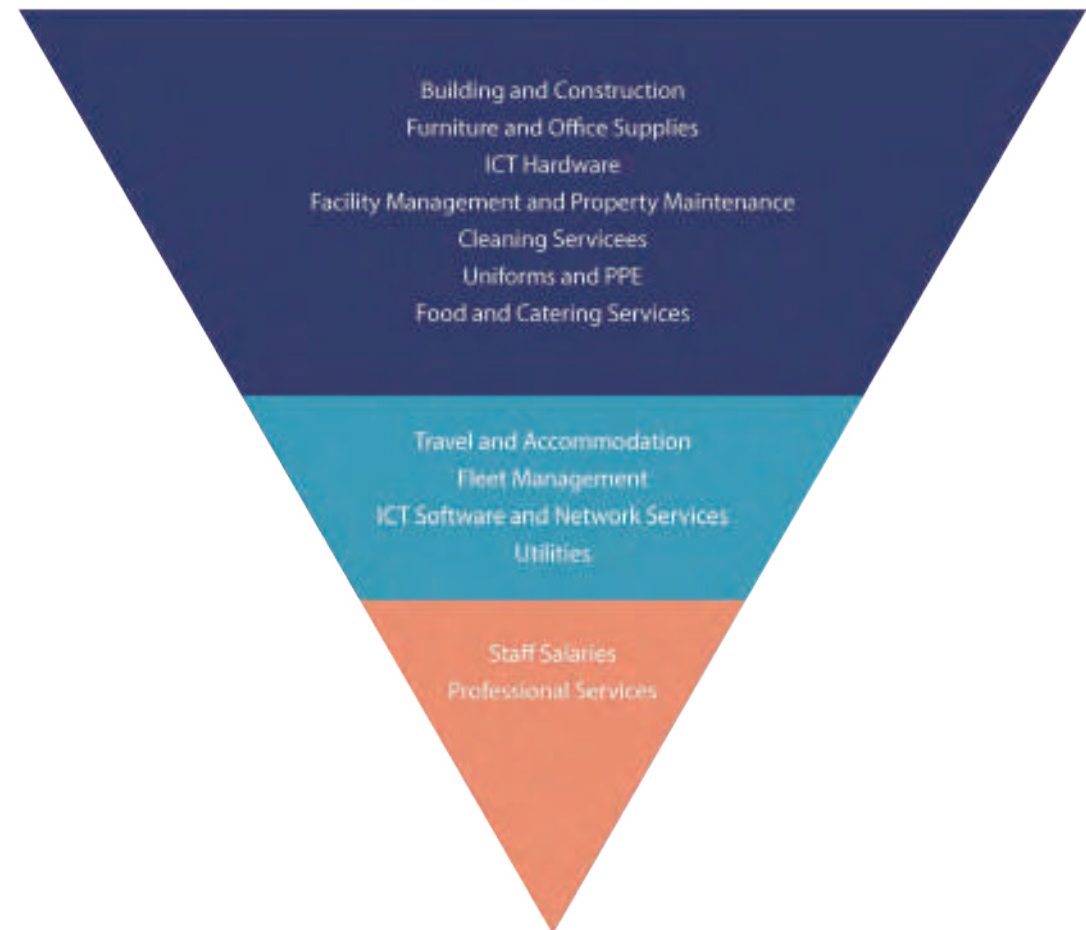 Building and Construction
Furniture and Office Supplies
ICT Hardware
Facility Management and Property Maintenance
Cleaning Servicees
Uniforms and PPE
Food and Catering Services
Travel and Accommodation
Fleet Management
ICT Software and Network Services
Utilities
Staff Salaries
Professional Services